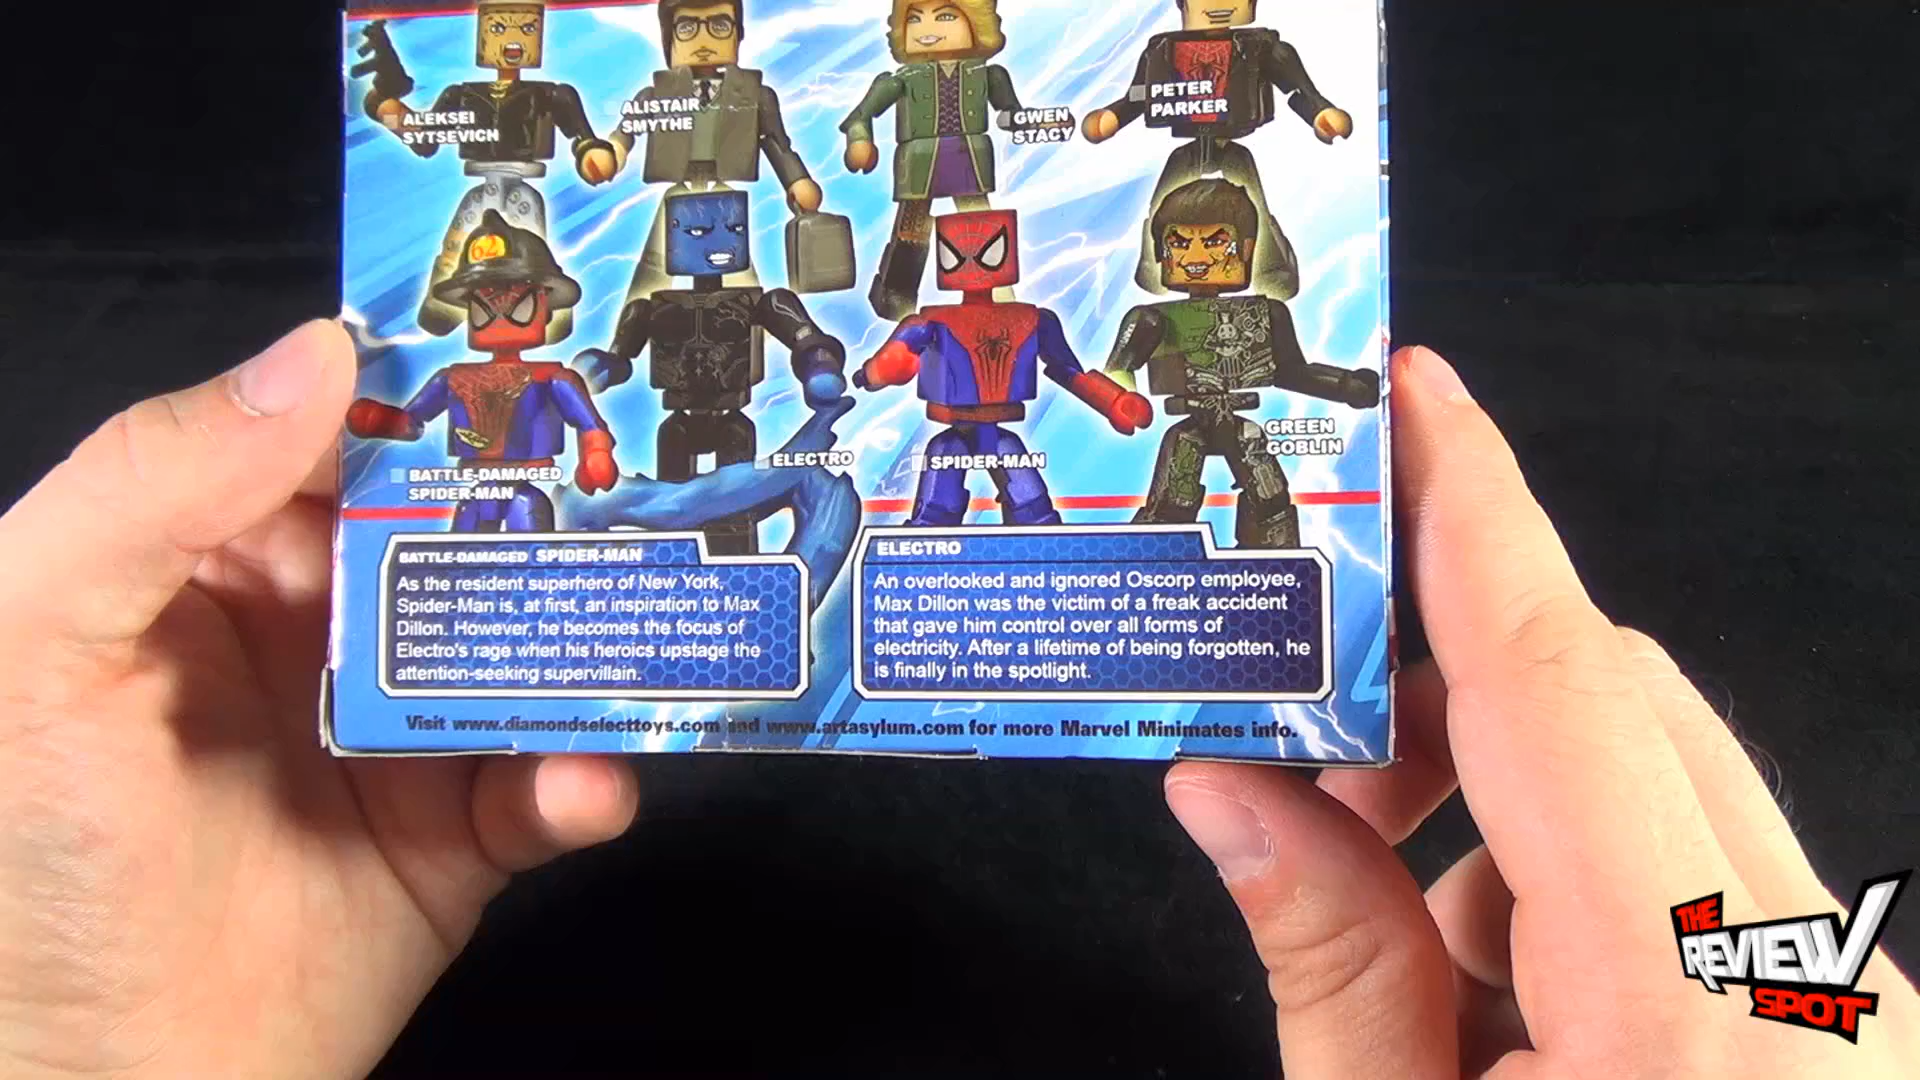 ALEKSEI
SYTSEVICH
ALISTAIR
SMYTHE
GWEN
STACY
PETER
PARKER
62
BATTLE-DAMAGED
SPIDER-MAN
ELECTRO
SPIDER-MAN
GREEN
GOBLIN
BATTLE-DAMAGED SPIDER-MAN
As the resident superhero of New York,
Spider-Man is, at first, an inspiration to Max
Dillon. However, he becomes the focus of
Electro's rage when his heroics upstage the
attention-seeking supervillain.
ELECTRO
An overlooked and ignored Oscorp employee,
Max Dillon was the victim of a freak accident
that gave him control over all forms of
electricity. After a lifetime of being forgotten, he
is finally in the spotlight.
Visit www.diamondselecttoys.com and www.artasylum.com for more Marvel Minimates info.
THE
REVIEW
SPOT